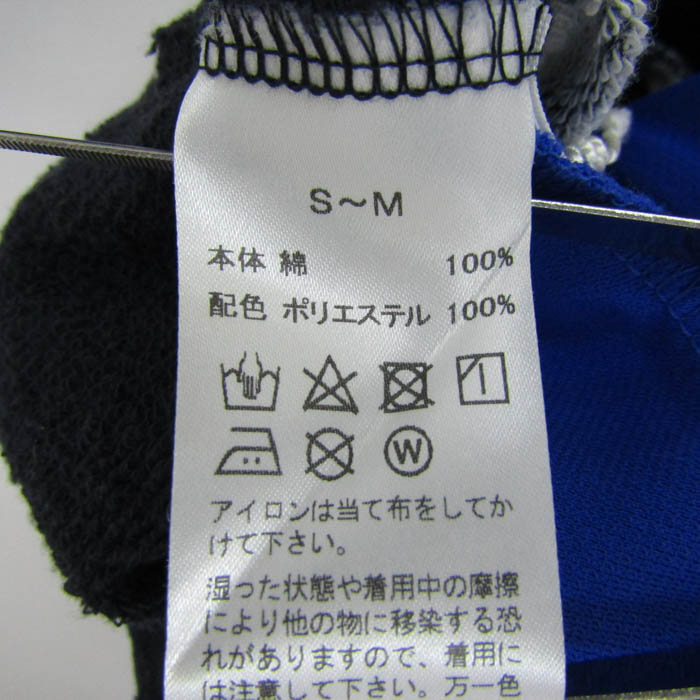 S～M
本体 綿 100%
配色 ポリエステル 100%
W
アイロンは当て布をしてか
けて下さい。
湿った状態や着用中の摩擦
により他の物に移染する恐
れがありますので、着用に
は注意して下さい。万一色